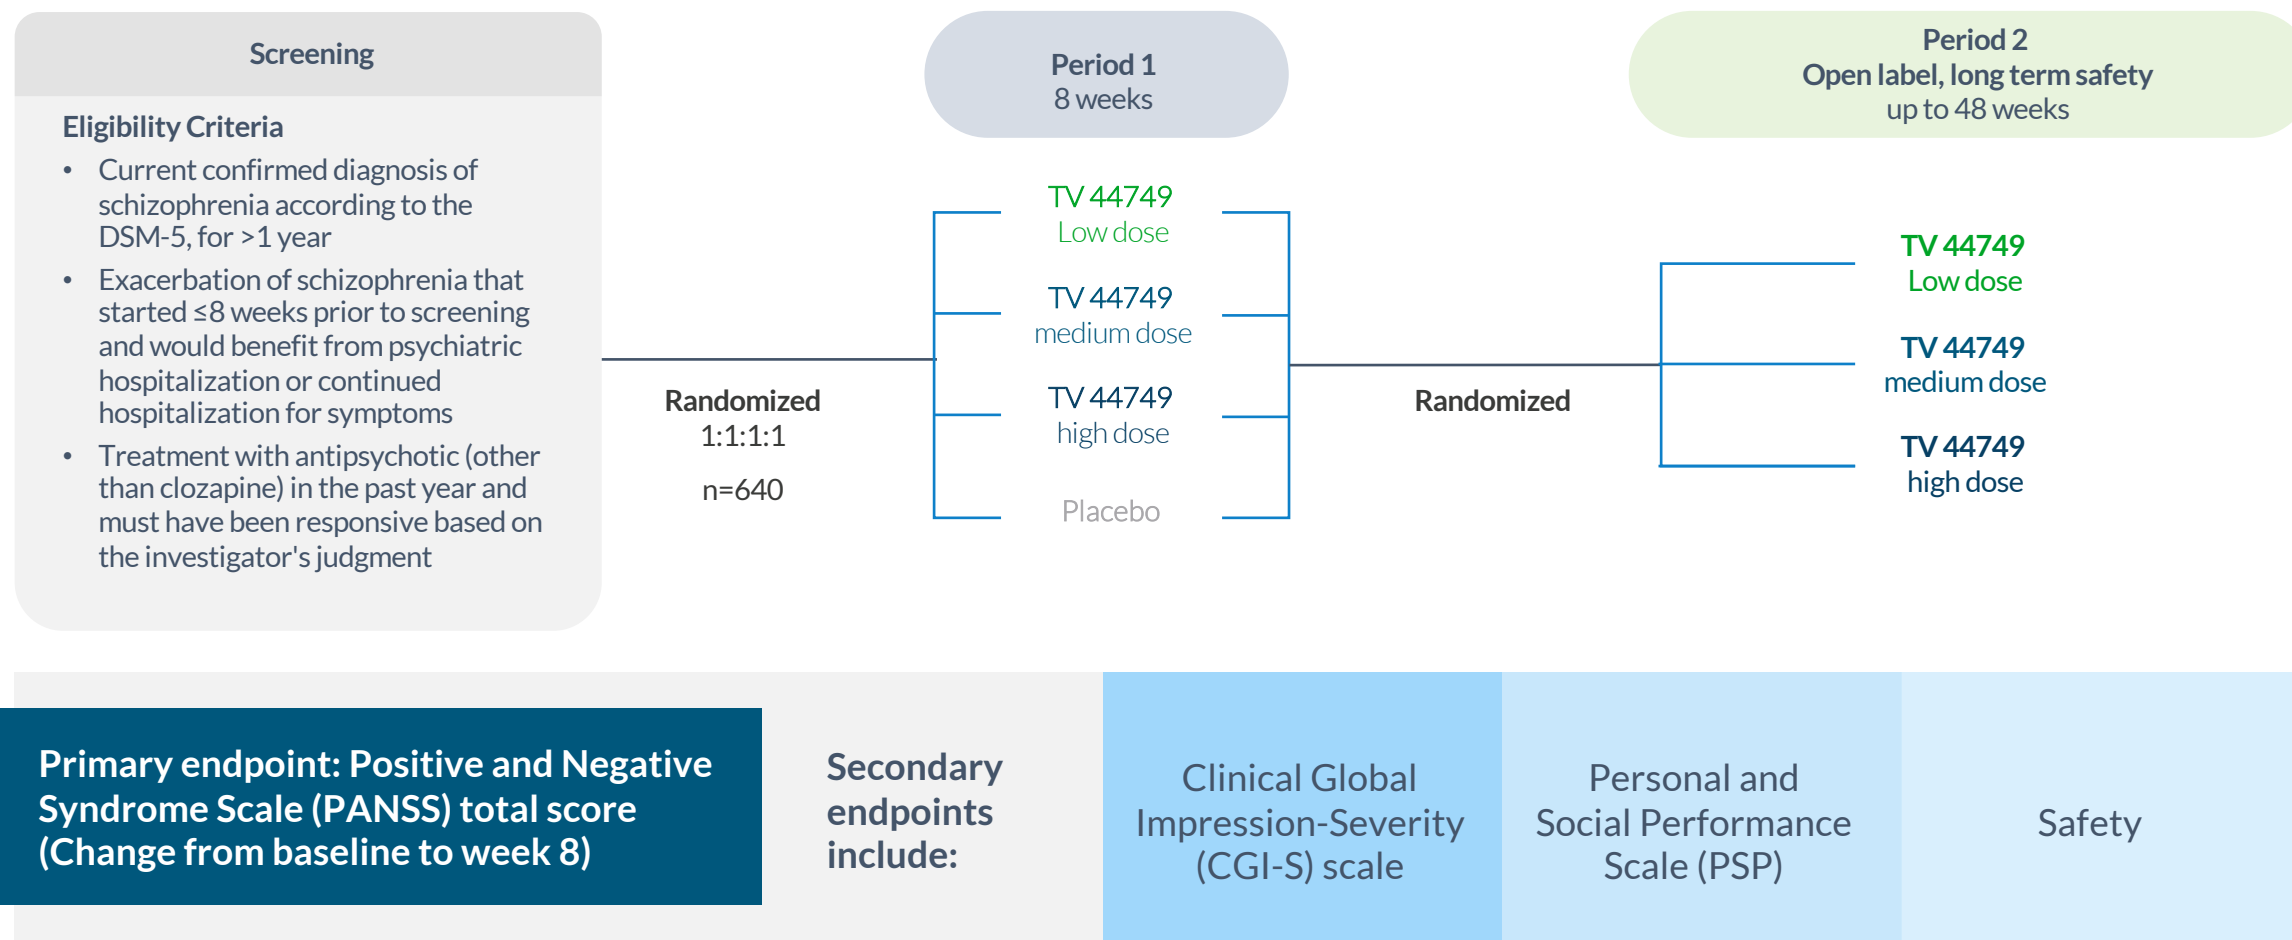 Screening
Eligibility Criteria
• Current confirmed diagnosis of
schizophrenia according to the
DSM-5, for >1 year
• Exacerbation of schizophrenia that
started ≤8 weeks prior to screening
and would benefit from psychiatric
hospitalization or continued
hospitalization for symptoms
• Treatment with antipsychotic (other
than clozapine) in the past year and
must have been responsive based on
the investigator's judgment
Randomized
1:1:1:1
n=640
Period 1
8 weeks
TV 44749
Low dose
TV 44749
medium dose
TV 44749
high dose
Placebo
Randomized
Period 2
Open label, long term safety
up to 48 weeks
TV 44749
Low dose
TV 44749
medium dose
TV 44749
high dose
Primary endpoint: Positive and Negative
Syndrome Scale (PANSS) total score
(Change from baseline to week 8)
Secondary
endpoints
include:
Clinical Global
Impression-Severity
(CGI-S) scale
Personal and
Social Performance
Scale (PSP)
Safety